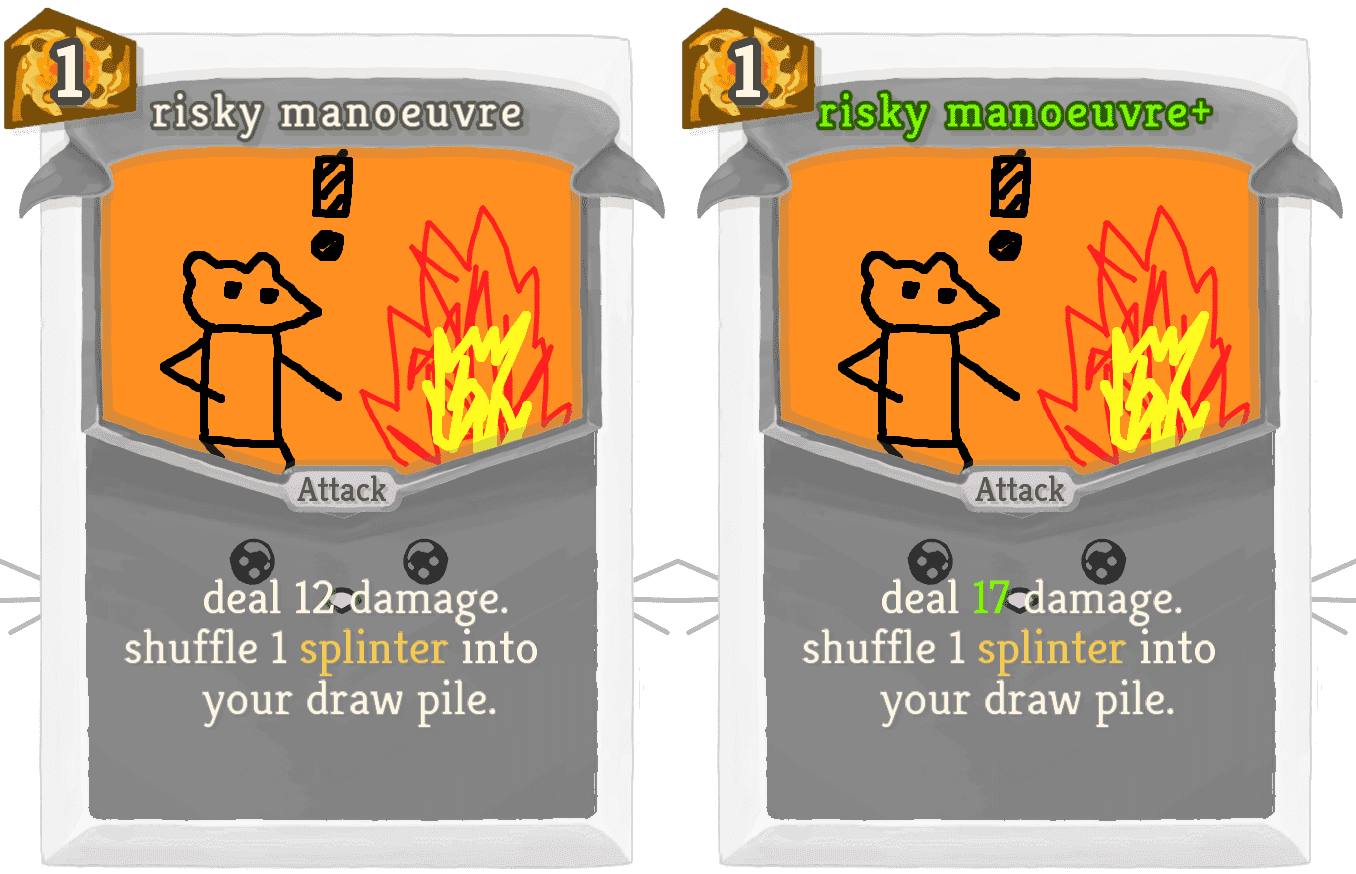 1
risky manoeuvre
!
Attack
deal 12 damage.
shuffle 1 splinter into
your draw pile.
1
risky manoeuvre+
!
Attack
deal 17 damage.
shuffle 1 splinter into
your draw pile.